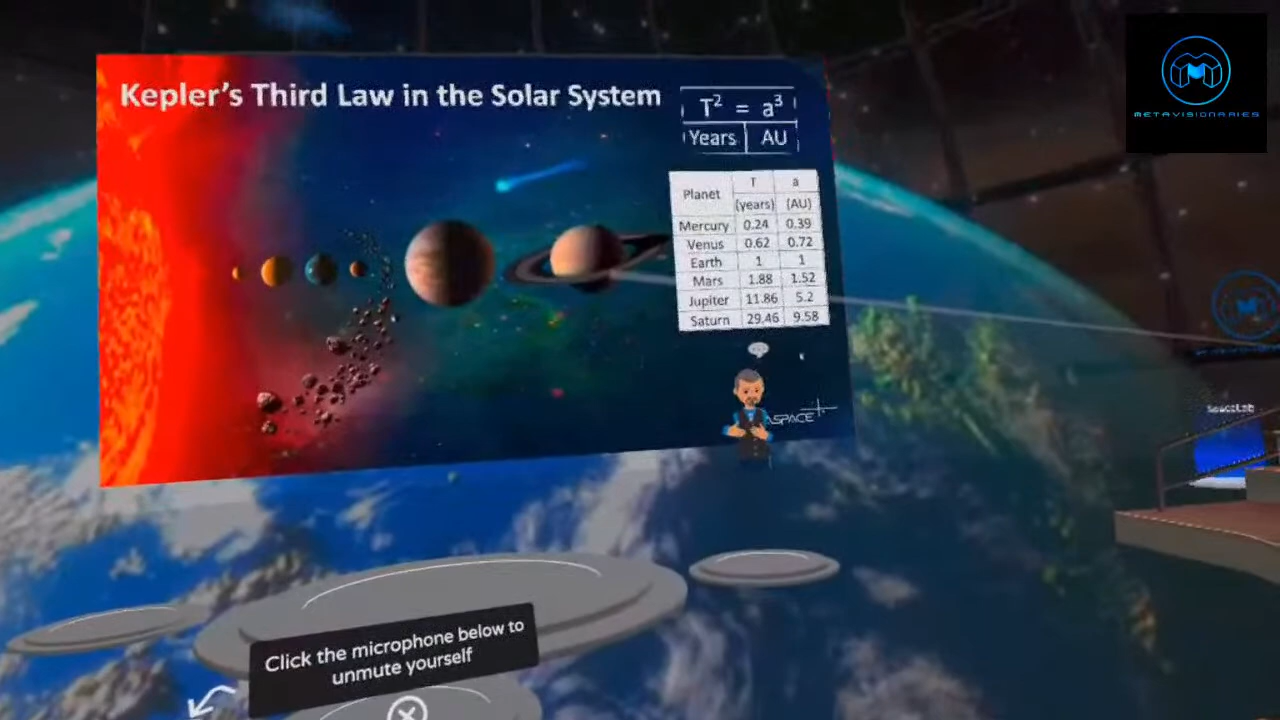 METAVISIONARIES
Kepler's Third Law in the Solar System
T² = a³
Years AU
Planet T (years) a (AU)
Mercury 0.24 0.39
Venus 0.62 0.72
Earth 1 1
Mars 1.88 1.52
Jupiter 11.86 5.2
Saturn 29.46 9.58
SPACE
SpaceLab
Click the microphone below to
unmute yourself